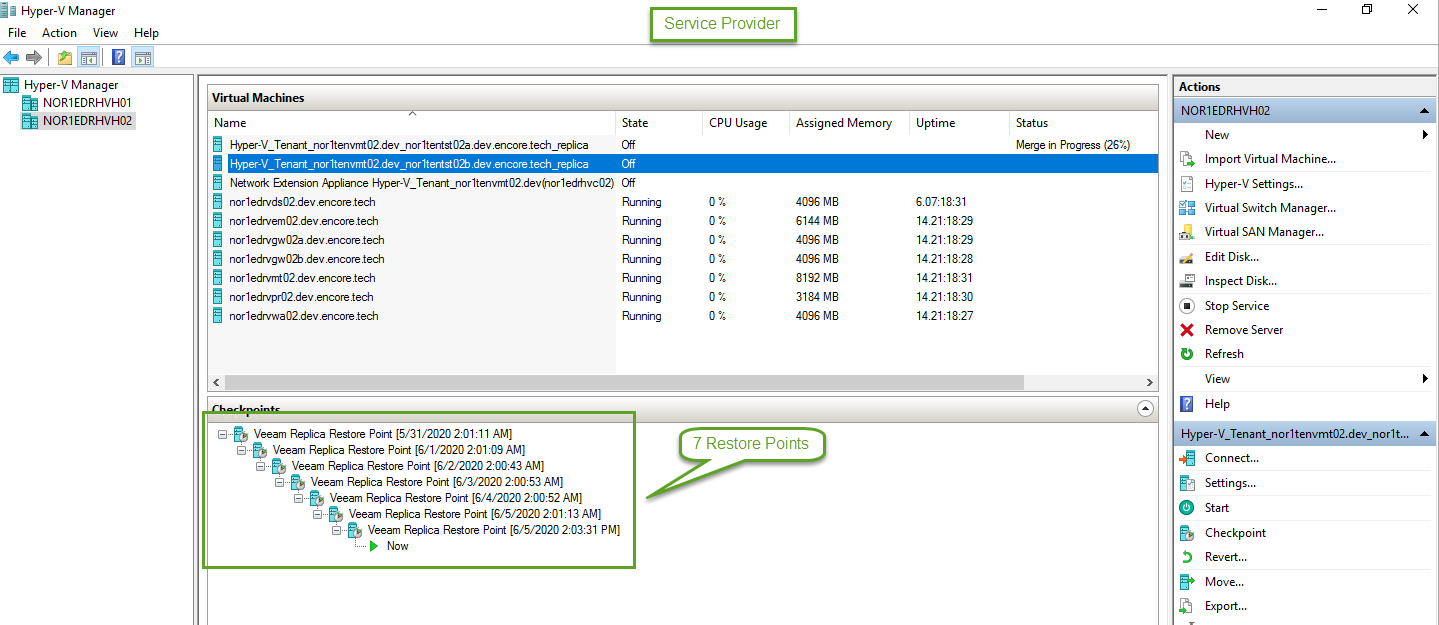 Hyper-V Manager
Service Provider
File Action View Help
Hyper-V Manager
NOR1EDRHVH01
NOR1EDRHVH02
Virtual Machines
Name State CPU Usage Assigned Memory Uptime Status
Hyper-V_Tenant_nor1tenvmt02.dev_nor1tentst02a.dev.encore.tech_replica Off Merge in Progress (26%)
Hyper-V_Tenant_nor1tenvmt02.dev_nor1tentst02b.dev.encore.tech_replica Off
Network Extension Appliance Hyper-V_Tenant_nor1tenvmt02.dev(nor1edrhvc02) Off
nor1edrvds02.dev.encore.tech Running 0 % 4096 MB 6.07:18:31
nor1edrvem02.dev.encore.tech Running 0 % 6144 MB 14.21:18:29
nor1edrvgw02a.dev.encore.tech Running 0 % 4096 MB 14.21:18:29
nor1edrvgw02b.dev.encore.tech Running 0 % 4096 MB 14.21:18:28
nor1edrvmt02.dev.encore.tech Running 0 % 8192 MB 14.21:18:31
nor1edrvpr02.dev.encore.tech Running 0 % 3184 MB 14.21:18:30
nor1edrvwa02.dev.encore.tech Running 0 % 4096 MB 14.21:18:27
Checkpoints
Veeam Replica Restore Point [5/31/2020 2:01:11 AM]
Veeam Replica Restore Point [6/1/2020 2:01:09 AM]
Veeam Replica Restore Point [6/2/2020 2:00:43 AM]
Veeam Replica Restore Point [6/3/2020 2:00:53 AM]
Veeam Replica Restore Point [6/4/2020 2:00:52 AM]
Veeam Replica Restore Point [6/5/2020 2:01:13 AM]
Veeam Replica Restore Point [6/5/2020 2:03:31 PM]
Now
7 Restore Points
Actions
NOR1EDRHVH02
New
Import Virtual Machine...
Hyper-V Settings...
Virtual Switch Manager...
Virtual SAN Manager...
Edit Disk...
Inspect Disk...
Stop Service
Remove Server
Refresh
View
Help
Hyper-V_Tenant_nor1tenvmt02.dev_nor1t...
Connect...
Settings...
Start
Checkpoint
Revert...
Move...
Export...